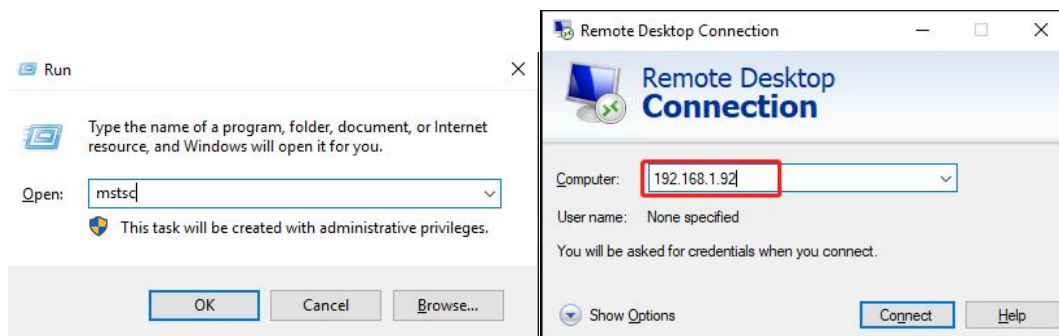 Run
Type the name of a program, folder, document, or Internet
resource, and Windows will open it for you.
Open:
mstsc
This task will be created with administrative privileges.
OK
Cancel
Browse...
Remote Desktop Connection
Remote Desktop
Connection
Computer:
192.168.1.92
User name:
None specified
You will be asked for credentials when you connect.
Show Options
Connect
Help